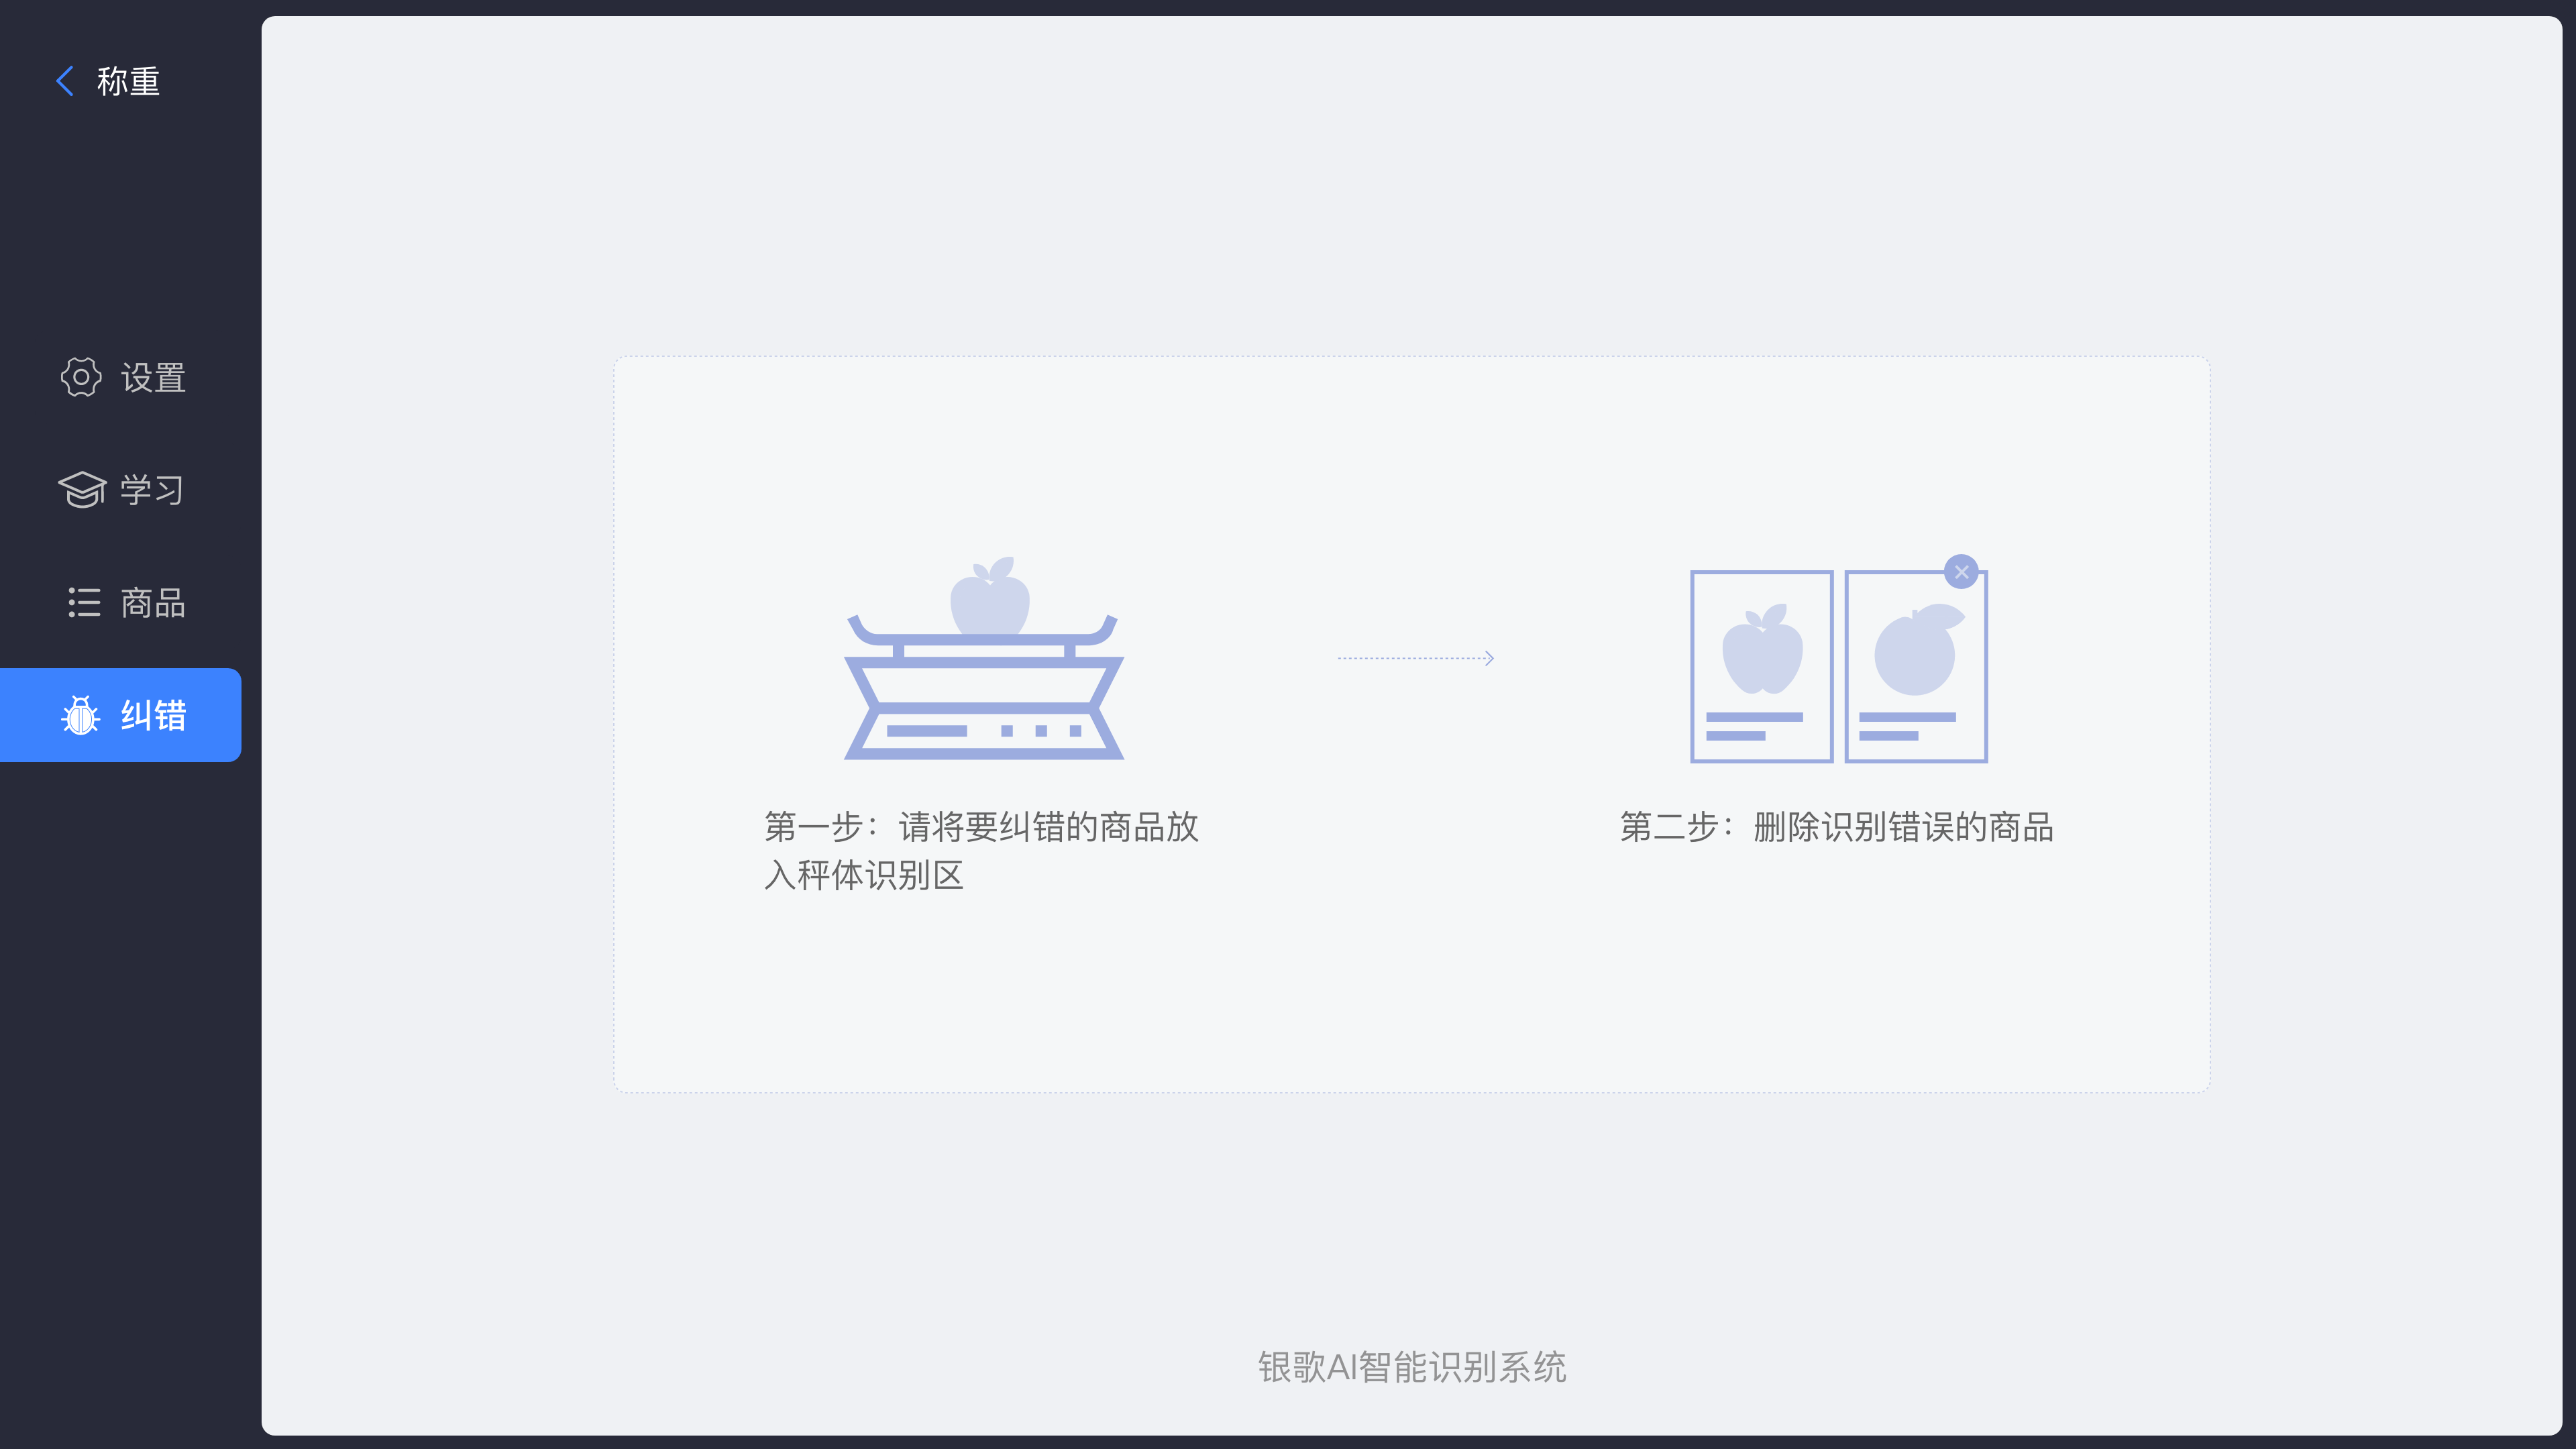 称重
设置
学习
商品
纠错
第一步：请将要纠错的商品放
入秤体识别区
第二步：删除识别错误的商品
银歌AI智能识别系统